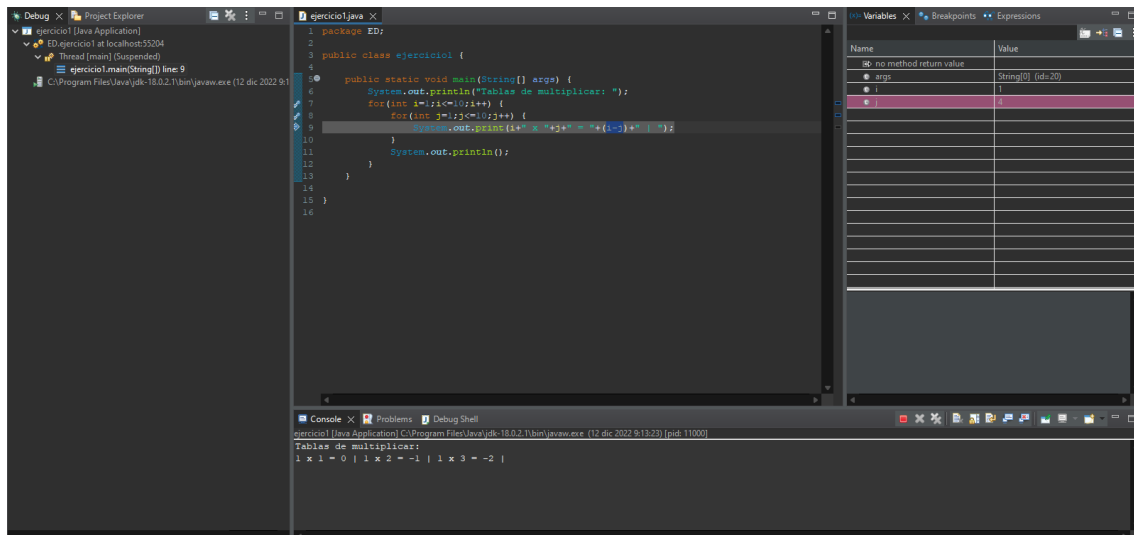 Debug
Project Explorer
ejercicio1 [Java Application]
ED.ejercicio1 at localhost:55204
Thread [main] (Suspended)
ejercicio1.main(String[]) line: 9
C:\Program Files\Java\jdk-18.0.2.1\bin\javaw.exe (12 dic 2022 9:1
ejercicio1.java
1 package ED;
2
3 public class ejercicio1 {
4
5 public static void main(String[] args) {
6 System.out.println("Tablas de multiplicar: ");
7 for(int i=1;i<=10;i++) {
8 for(int j=1;j<=10;j++) {
9 System.out.print(i+" x "+j+" = "+(i-j)+" | ");
10 }
11 System.out.println();
12 }
13 }
14
15 }
16
Variables
Breakpoints
Expressions
Name Value
no method return value
args String[0] (id=20)
i 1
j 4
Console
Problems
Debug Shell
ejercicio1 [Java Application] C:\Program Files\Java\jdk-18.0.2.1\bin\javaw.exe (12 dic 2022 9:13:23) [pid: 11000]
Tablas de multiplicar:
1 x 1 = 0 | 1 x 2 = -1 | 1 x 3 = -2 |